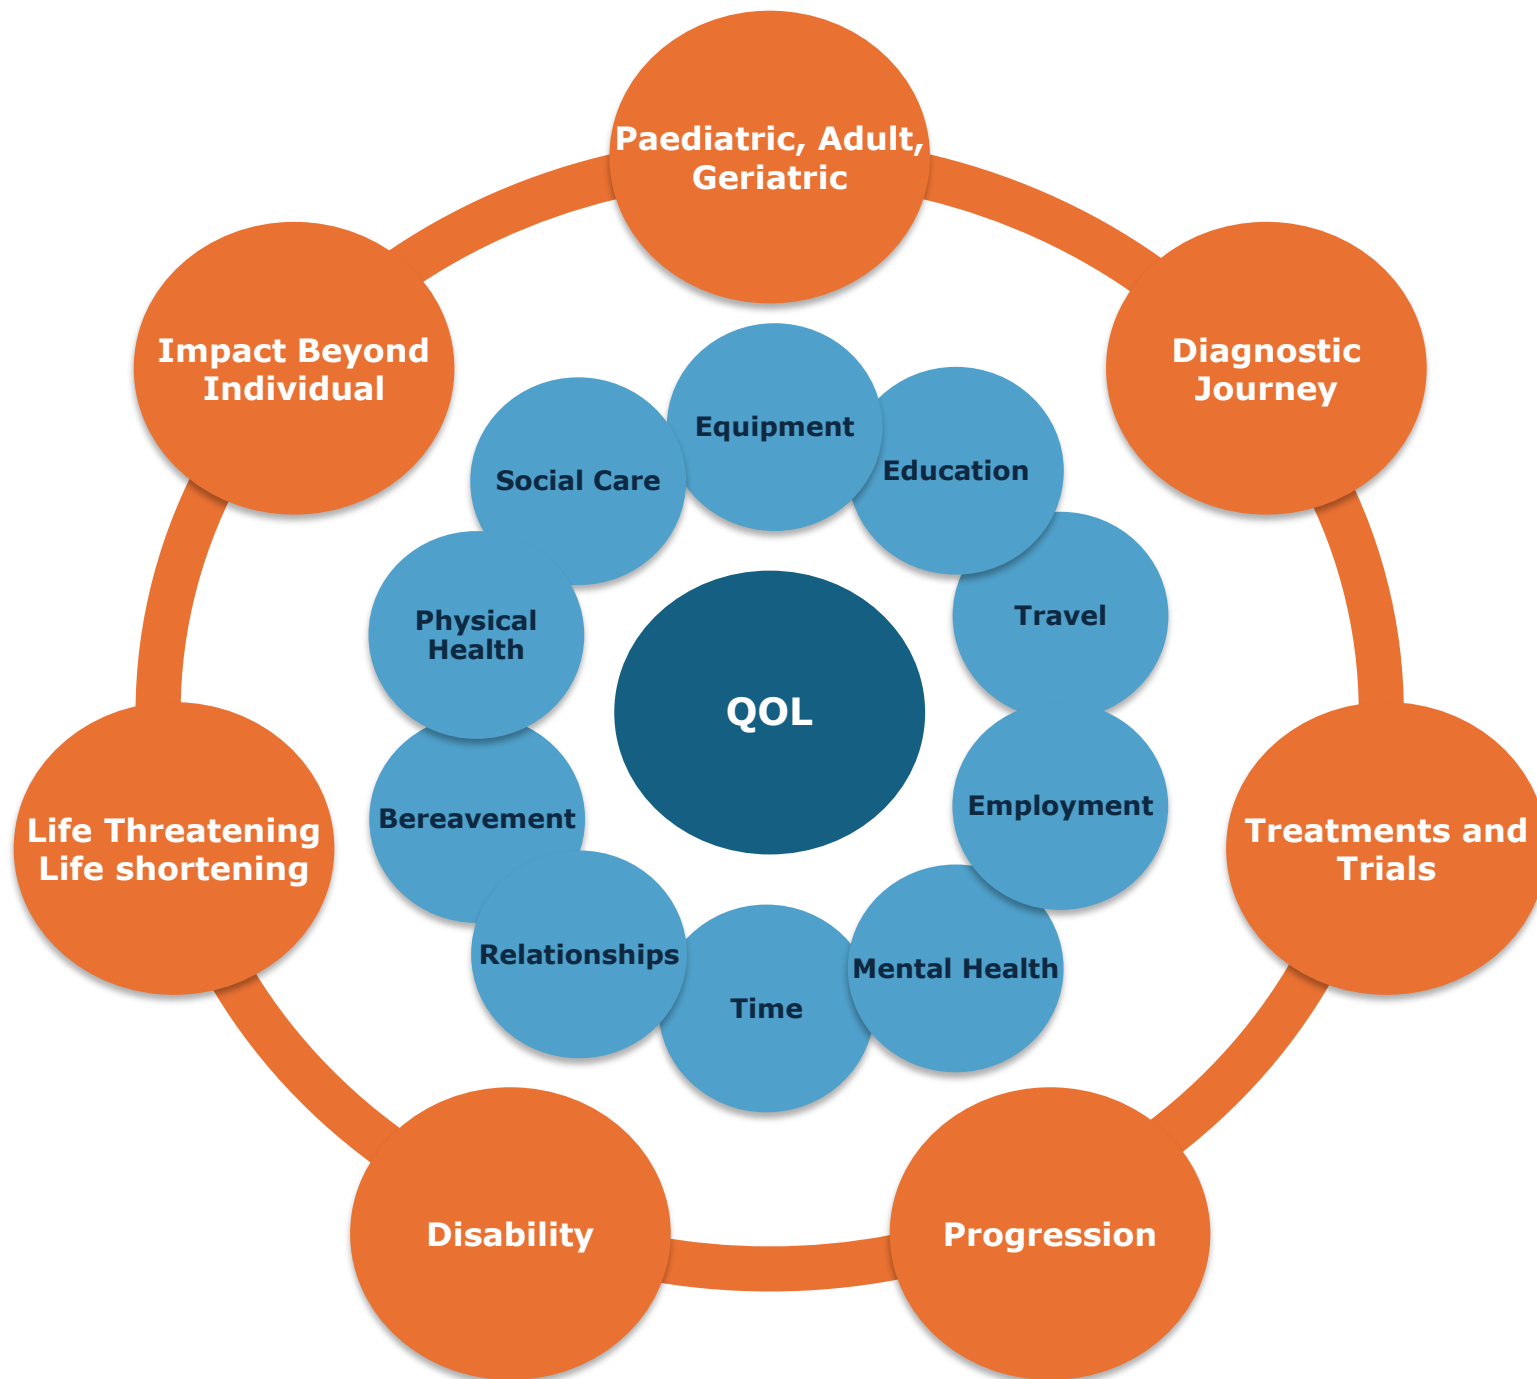 Paediatric, Adult,
Geriatric
Impact Beyond
Individual
Diagnostic
Journey
Equipment
Education
Social Care
Travel
Physical
Health
QOL
Employment
Bereavement
Life Threatening
Life shortening
Treatments and
Trials
Relationships
Mental Health
Time
Disability
Progression